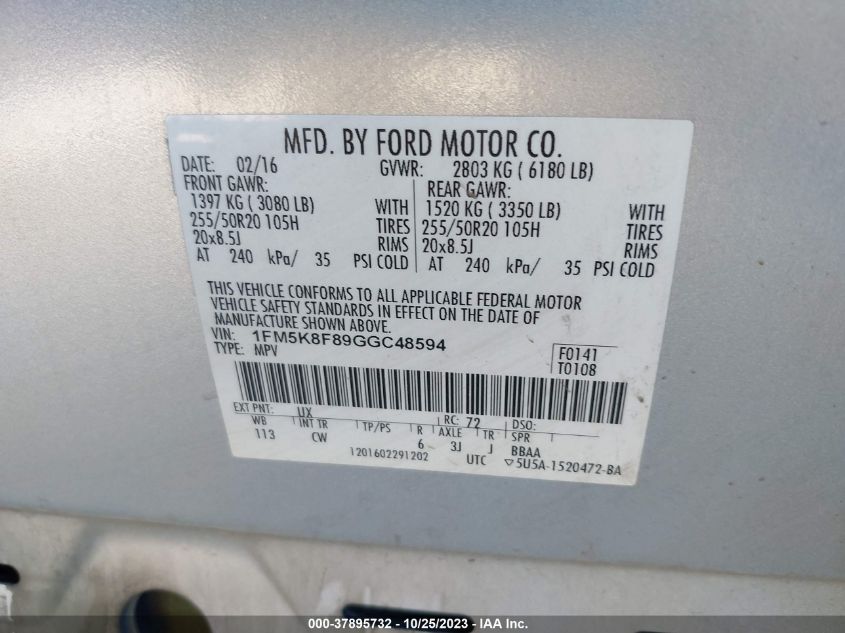 MFD. BY FORD MOTOR CO.
DATE: 02/16 GVWR: 2803 KG ( 6180 LB)
FRONT GAWR: REAR GAWR:
1397 KG ( 3080 LB) WITH 1520 KG ( 3350 LB) WITH
255/50R20 105H TIRES 255/50R20 105H TIRES
20x8.5J RIMS 20x8.5J RIMS
AT 240 kPa/ 35 PSI COLD AT 240 kPa/ 35 PSI COLD
THIS VEHICLE CONFORMS TO ALL APPLICABLE FEDERAL MOTOR
VEHICLE SAFETY STANDARDS IN EFFECT ON THE DATE OF
MANUFACTURE SHOWN ABOVE.
VIN: 1FM5K8F89GGC48594
TYPE: MPV
F0141
T0108
EXT PNT: UX RC: 72 DSO:
WB INT TR TP/PS R AXLE TR SPR
113 CW 6 3J J BBAA
1201602291202 UTC ▽5U5A-1520472-BA
000-37895732 - 10/25/2023 - IAAI.com